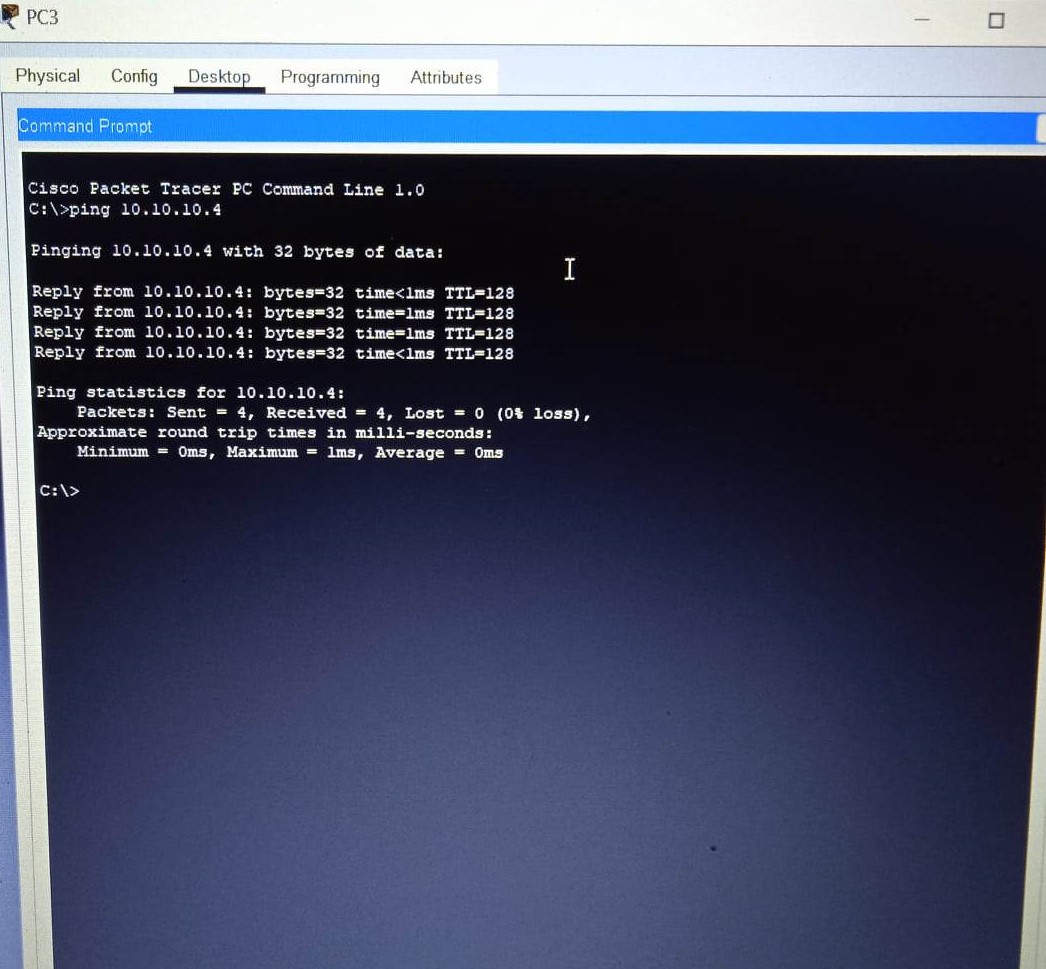 PC3
Physical Config Desktop Programming Attributes
Command Prompt
Cisco Packet Tracer PC Command Line 1.0
C:\>ping 10.10.10.4
Pinging 10.10.10.4 with 32 bytes of data:
Reply from 10.10.10.4: bytes=32 time<1ms TTL=128
Reply from 10.10.10.4: bytes=32 time=1ms TTL=128
Reply from 10.10.10.4: bytes=32 time=1ms TTL=128
Reply from 10.10.10.4: bytes=32 time<1ms TTL=128
Ping statistics for 10.10.10.4:
Packets: Sent = 4, Received = 4, Lost = 0 (0% loss),
Approximate round trip times in milli-seconds:
Minimum = 0ms, Maximum = 1ms, Average = 0ms
C:\>